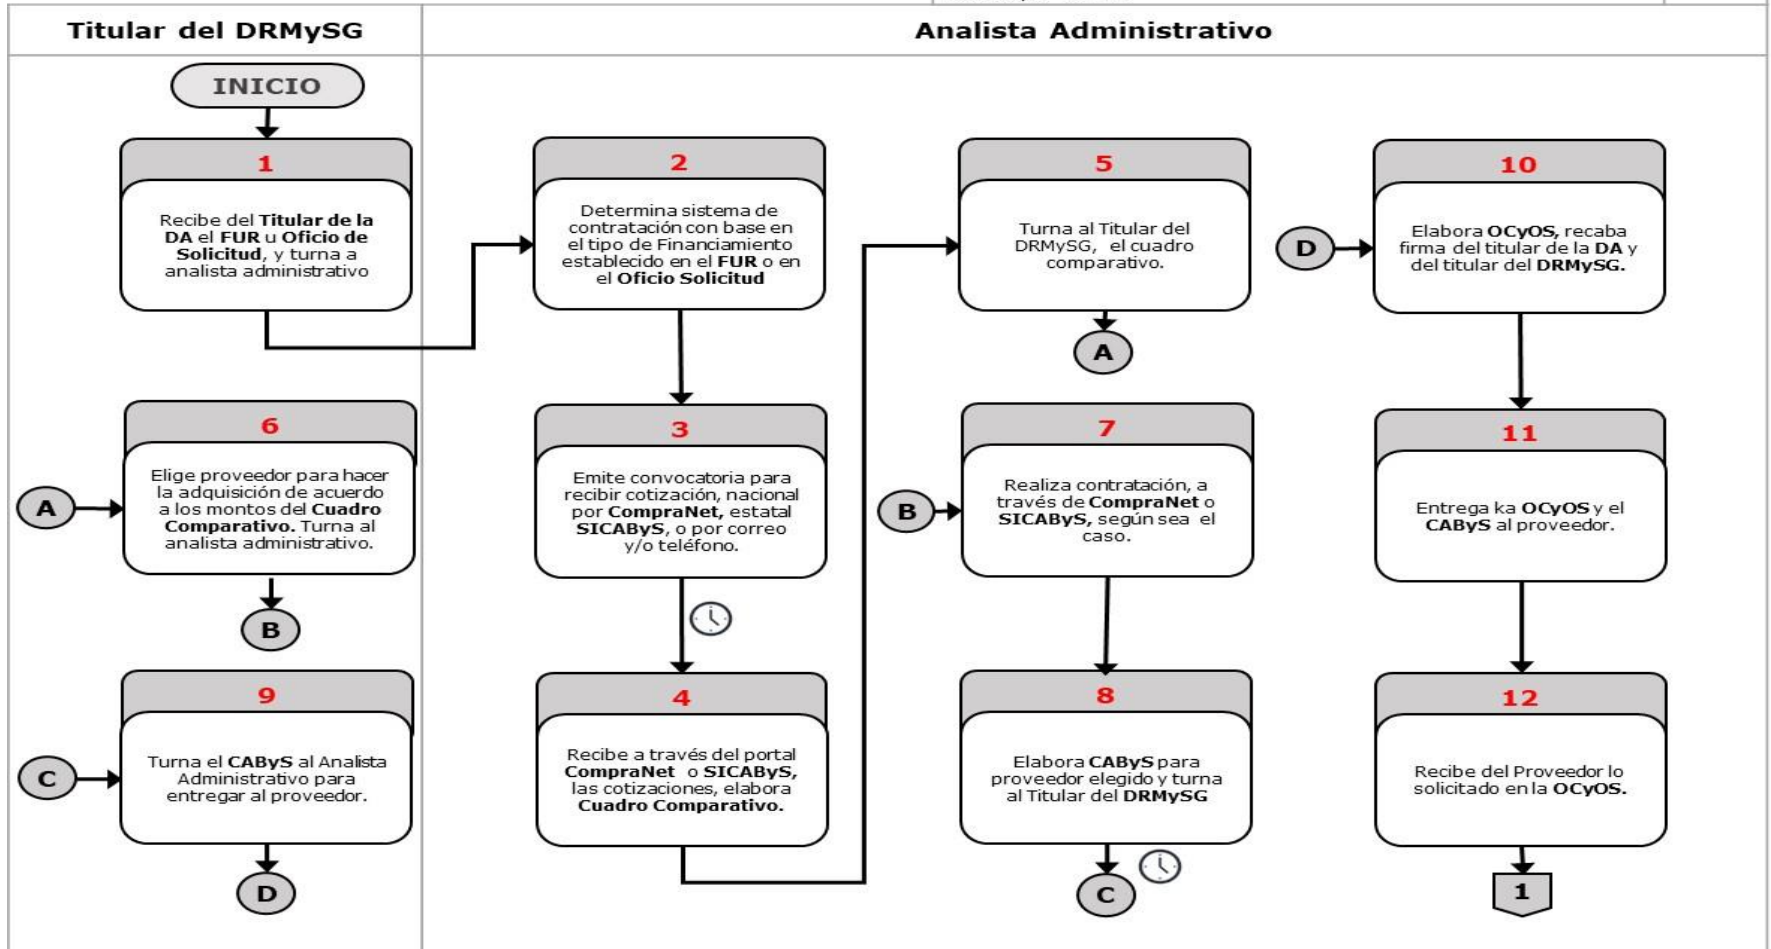 Titular del DRMySG
Analista Administrativo
INICIO
1
Recibe del Titular de la
DA el FUR u Oficio de
Solicitud, y turna a
analista administrativo
2
Determina sistema de
contratación con base en
el tipo de Financiamiento
establecido en el FUR o en
el Oficio Solicitud
3
Emite convocatoria para
recibir cotización, nacional
por CompraNet, estatal
SICAByS, o por correo
y/o teléfono.
4
Recibe a través del portal
CompraNet o SICAByS,
las cotizaciones, elabora
Cuadro Comparativo.
5
Turna al Titular del
DRMySG, el cuadro
comparativo.
A
A
6
Elige proveedor para hacer
la adquisición de acuerdo
a los montos del Cuadro
Comparativo. Turna al
analista administrativo.
B
B
7
Realiza contratación, a
través de CompraNet o
SICAByS, según sea el
caso.
8
Elabora CAByS para
proveedor elegido y turna
al Titular del DRMySG
C
C
9
Turna el CAByS al Analista
Administrativo para
entregar al proveedor.
D
D
10
Elabora OCyOS, recaba
firma del titular de la DA y
del titular del DRMySG.
11
Entrega ka OCyOS y el
CAByS al proveedor.
12
Recibe del Proveedor lo
solicitado en la OCyOS.
1